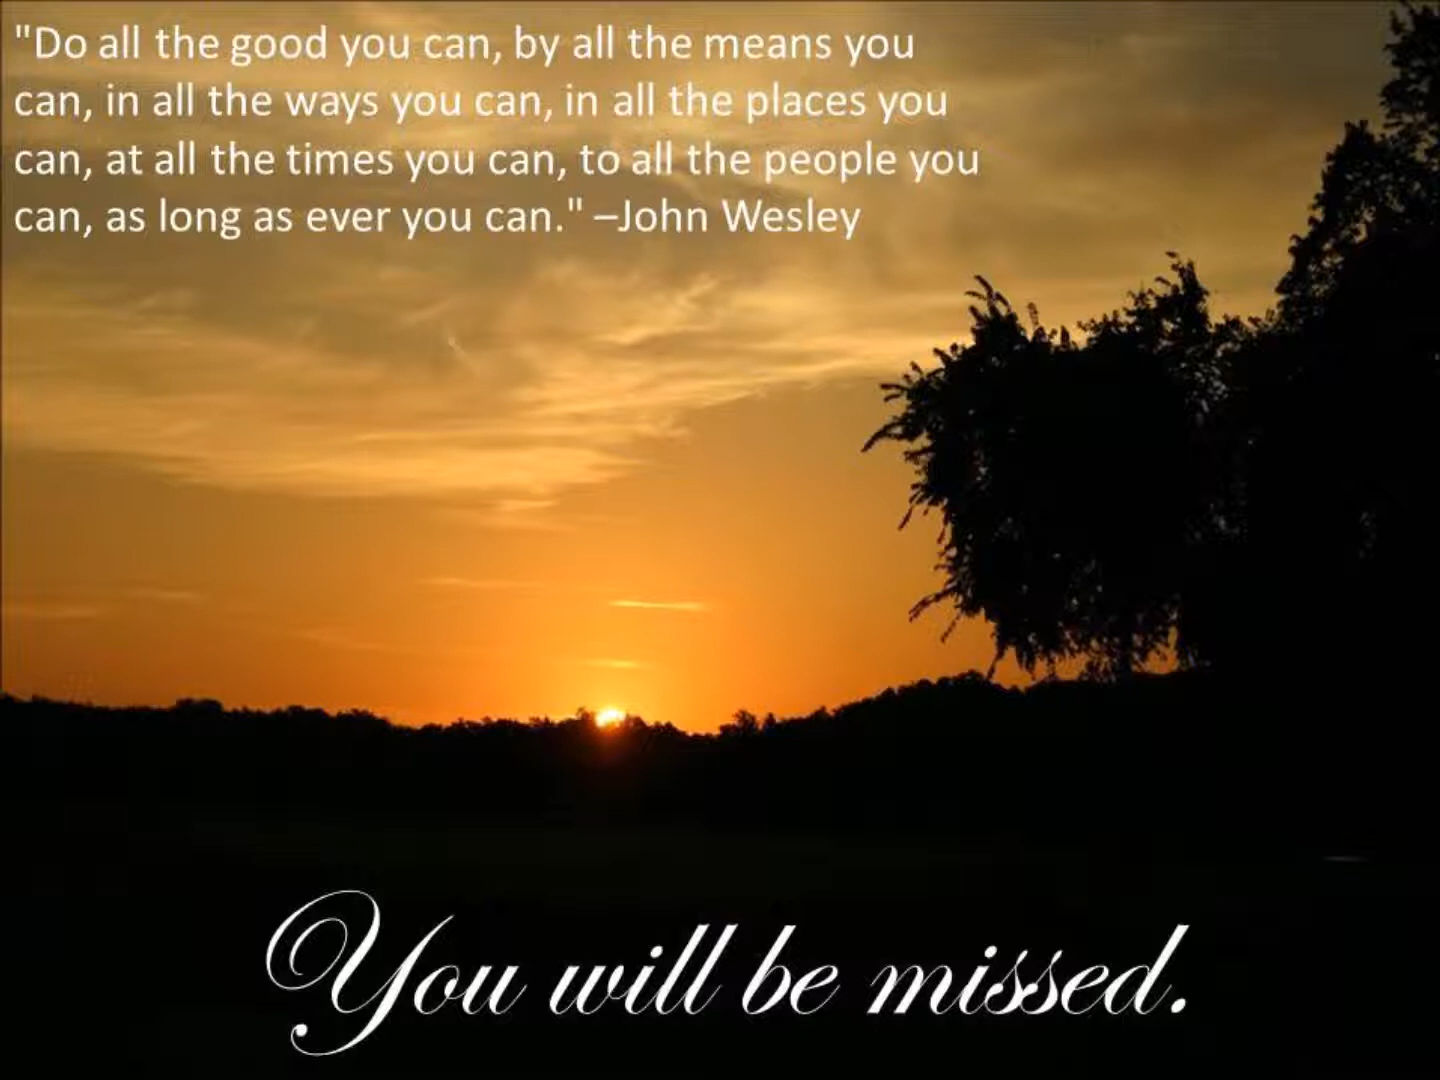 "Do all the good you can, by all the means you
can, in all the ways you can, in all the places you
can, at all the times you can, to all the people you
can, as long as ever you can." –John Wesley
You will be missed.